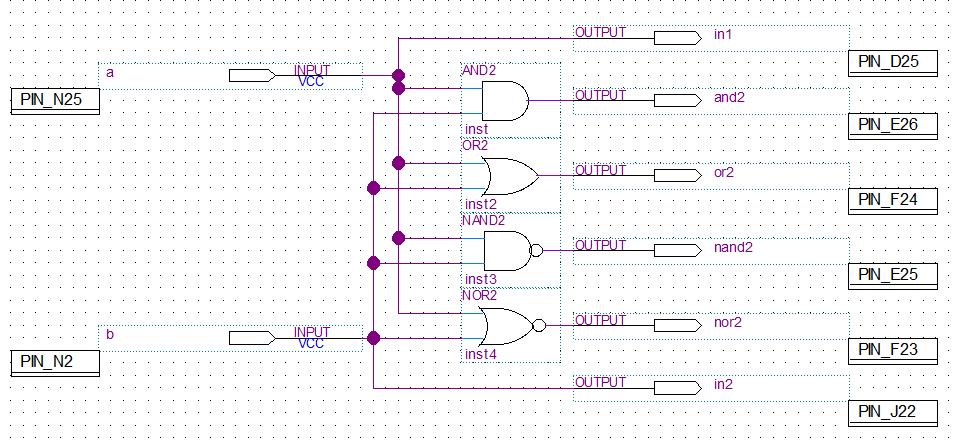 OUTPUT in1
PIN_D25
a INPUT
VCC
PIN_N25
AND2
OUTPUT and2
PIN_E26
inst
OR2
OUTPUT or2
PIN_F24
inst2
NAND2
OUTPUT nand2
PIN_E25
inst3
NOR2
OUTPUT nor2
PIN_F23
b INPUT
VCC
PIN_N2
inst4
OUTPUT in2
PIN_J22